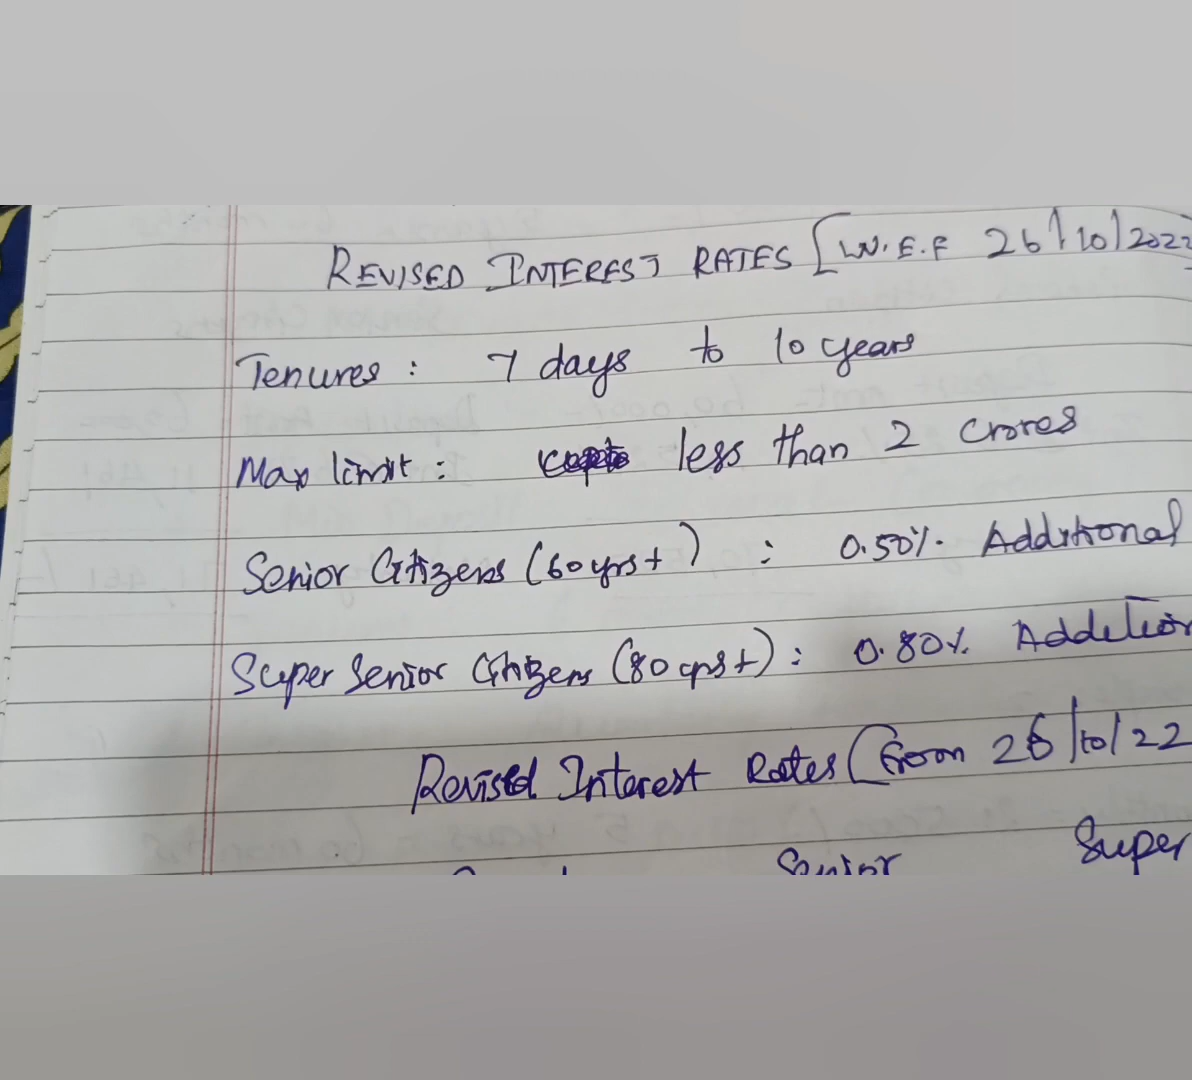 REVISED INTEREST RATES [W.E.F 26/10/2022]
Tenures : 7 days to 10 years
Max limit : less than 2 crores
Senior Citizens (60yrs+) : 0.50% Additional
Super Senior Citizens (80yrs+) : 0.80% Addition
Revised Interest Rates (From 26/10/22
Senior Super